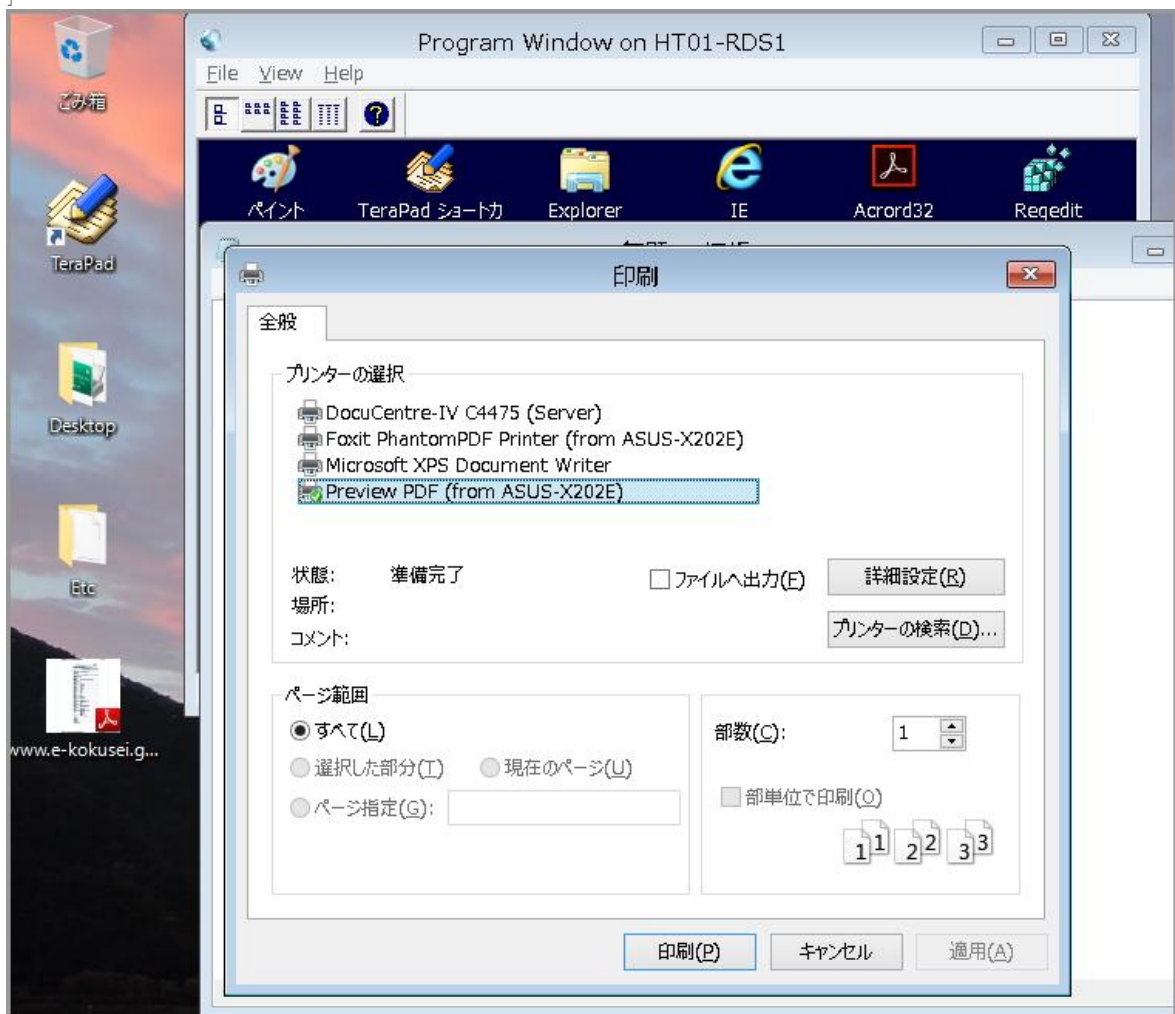 ごみ箱
TeraPad
Desktop
Etc
www.e-kokusei.g...
Program Window on HT01-RDS1
File View Help
ペイント TeraPad ショートカ Explorer IE Acrord32 Regedit
印刷
全般
プリンターの選択
DocuCentre-IV C4475 (Server)
Foxit PhantomPDF Printer (from ASUS-X202E)
Microsoft XPS Document Writer
Preview PDF (from ASUS-X202E)
状態: 準備完了
ファイルへ出力(F)
詳細設定(R)
場所:
コメント:
プリンターの検索(D)...
ページ範囲
すべて(L)
選択した部分(T) 現在のページ(U)
ページ指定(G):
部数(C): 1
部単位で印刷(O)
1 1 2 2 3 3
印刷(P) キャンセル 適用(A)